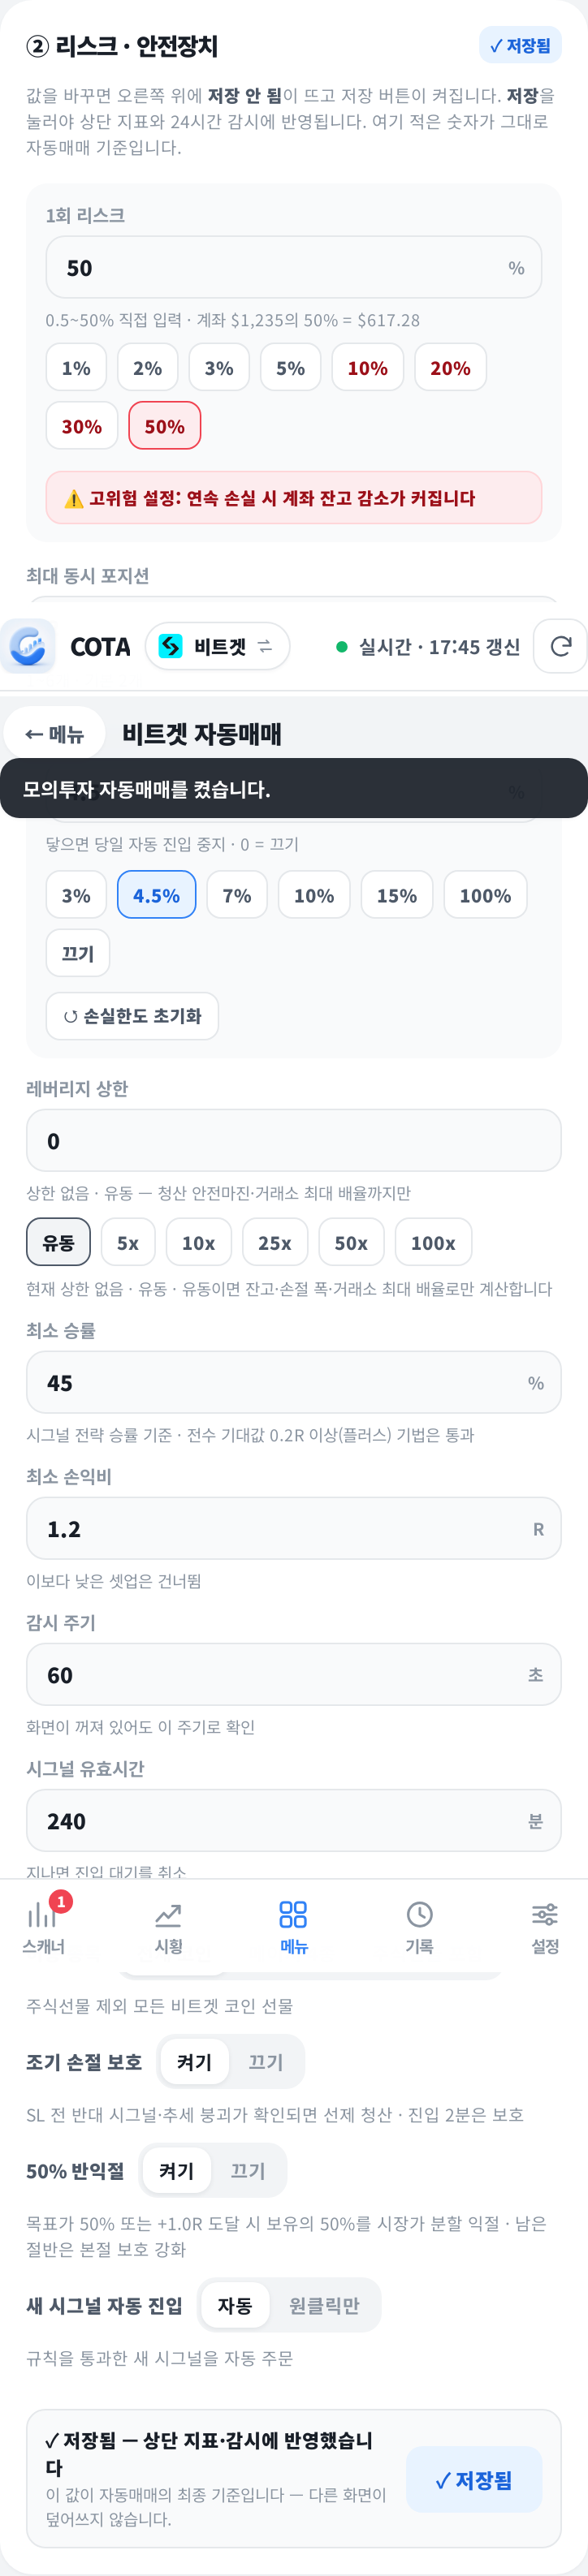 ② 리스크 · 안전장치
✓ 저장됨
값을 바꾸면 오른쪽 위에 저장 안 됨이 뜨고 저장 버튼이 켜집니다. 저장을
눌러야 상단 지표와 24시간 감시에 반영됩니다. 여기 적은 숫자가 그대로
자동매매 기준입니다.
1회 리스크
50 %
0.5~50% 직접 입력 · 계좌 $1,235의 50% = $617.28
1% 2% 3% 5% 10% 20%
30% 50%
⚠️ 고위험 설정: 연속 손실 시 계좌 잔고 감소가 커집니다
최대 동시 포지션
COTA 비트겟 ⇌ 실시간 · 17:45 갱신
← 메뉴 비트겟 자동매매
모의투자 자동매매를 켰습니다.
%
닿으면 당일 자동 진입 중지 · 0 = 끄기
3% 4.5% 7% 10% 15% 100%
끄기
↺ 손실한도 초기화
레버리지 상한
0
상한 없음 · 유동 — 청산 안전마진·거래소 최대 배율까지만
유동 5x 10x 25x 50x 100x
현재 상한 없음 · 유동 · 유동이면 잔고·손절 폭·거래소 최대 배율로만 계산합니다
최소 승률
45 %
시그널 전략 승률 기준 · 전수 기대값 0.2R 이상(플러스) 기법은 통과
최소 손익비
1.2 R
이보다 낮은 셋업은 건너뜀
감시 주기
60 초
화면이 꺼져 있어도 이 주기로 확인
시그널 유효시간
240 분
지나면 진입 대기를 취소
1
스캐너 시황 메뉴 기록 설정
주식선물 제외 모든 비트겟 코인 선물
조기 손절 보호 켜기 끄기
SL 전 반대 시그널·추세 붕괴가 확인되면 선제 청산 · 진입 2분은 보호
50% 반익절 켜기 끄기
목표가 50% 또는 +1.0R 도달 시 보유의 50%를 시장가 분할 익절 · 남은
절반은 본절 보호 강화
새 시그널 자동 진입 자동 원클릭만
규칙을 통과한 새 시그널을 자동 주문
✓ 저장됨 — 상단 지표·감시에 반영했습니
다
이 값이 자동매매의 최종 기준입니다 — 다른 화면이
덮어쓰지 않습니다.
✓ 저장됨